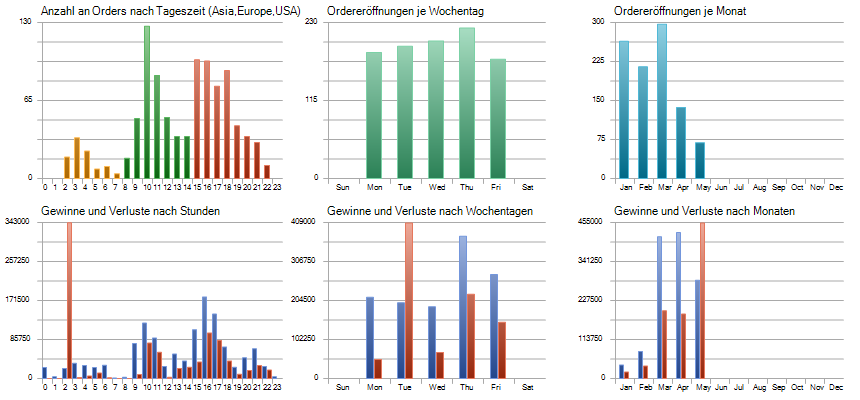 Anzahl an Orders nach Tageszeit (Asia,Europe,USA)
130
65
0
0 1 2 3 4 5 6 7 8 9 10 11 12 13 14 15 16 17 18 19 20 21 22 23
Ordereröffnungen je Wochentag
230
115
0
Sun Mon Tue Wed Thu Fri Sat
Ordereröffnungen je Monat
300
225
150
75
0
Jan Feb Mar Apr May Jun Jul Aug Sep Oct Nov Dec
Gewinne und Verluste nach Stunden
343000
257250
171500
85750
0
0 1 2 3 4 5 6 7 8 9 10 11 12 13 14 15 16 17 18 19 20 21 22 23
Gewinne und Verluste nach Wochentagen
409000
306750
204500
102250
0
Sun Mon Tue Wed Thu Fri Sat
Gewinne und Verluste nach Monaten
455000
341250
227500
113750
0
Jan Feb Mar Apr May Jun Jul Aug Sep Oct Nov Dec